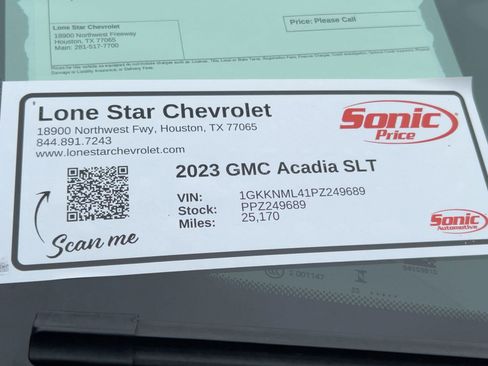 Lone Star Chevrolet
18900 Northwest Freeway
Houston, TX 77065
Main: 281-517-7700
Price: Please Call
Lone Star Chevrolet
18900 Northwest Fwy, Houston, TX 77065
844.891.7243
www.lonestarchevrolet.com
Sonic
Price
2023 GMC Acadia SLT
VIN: 1GKKNML41PZ249689
Stock: PPZ249689
Miles: 25,170
Scan me
Sonic
Automotive